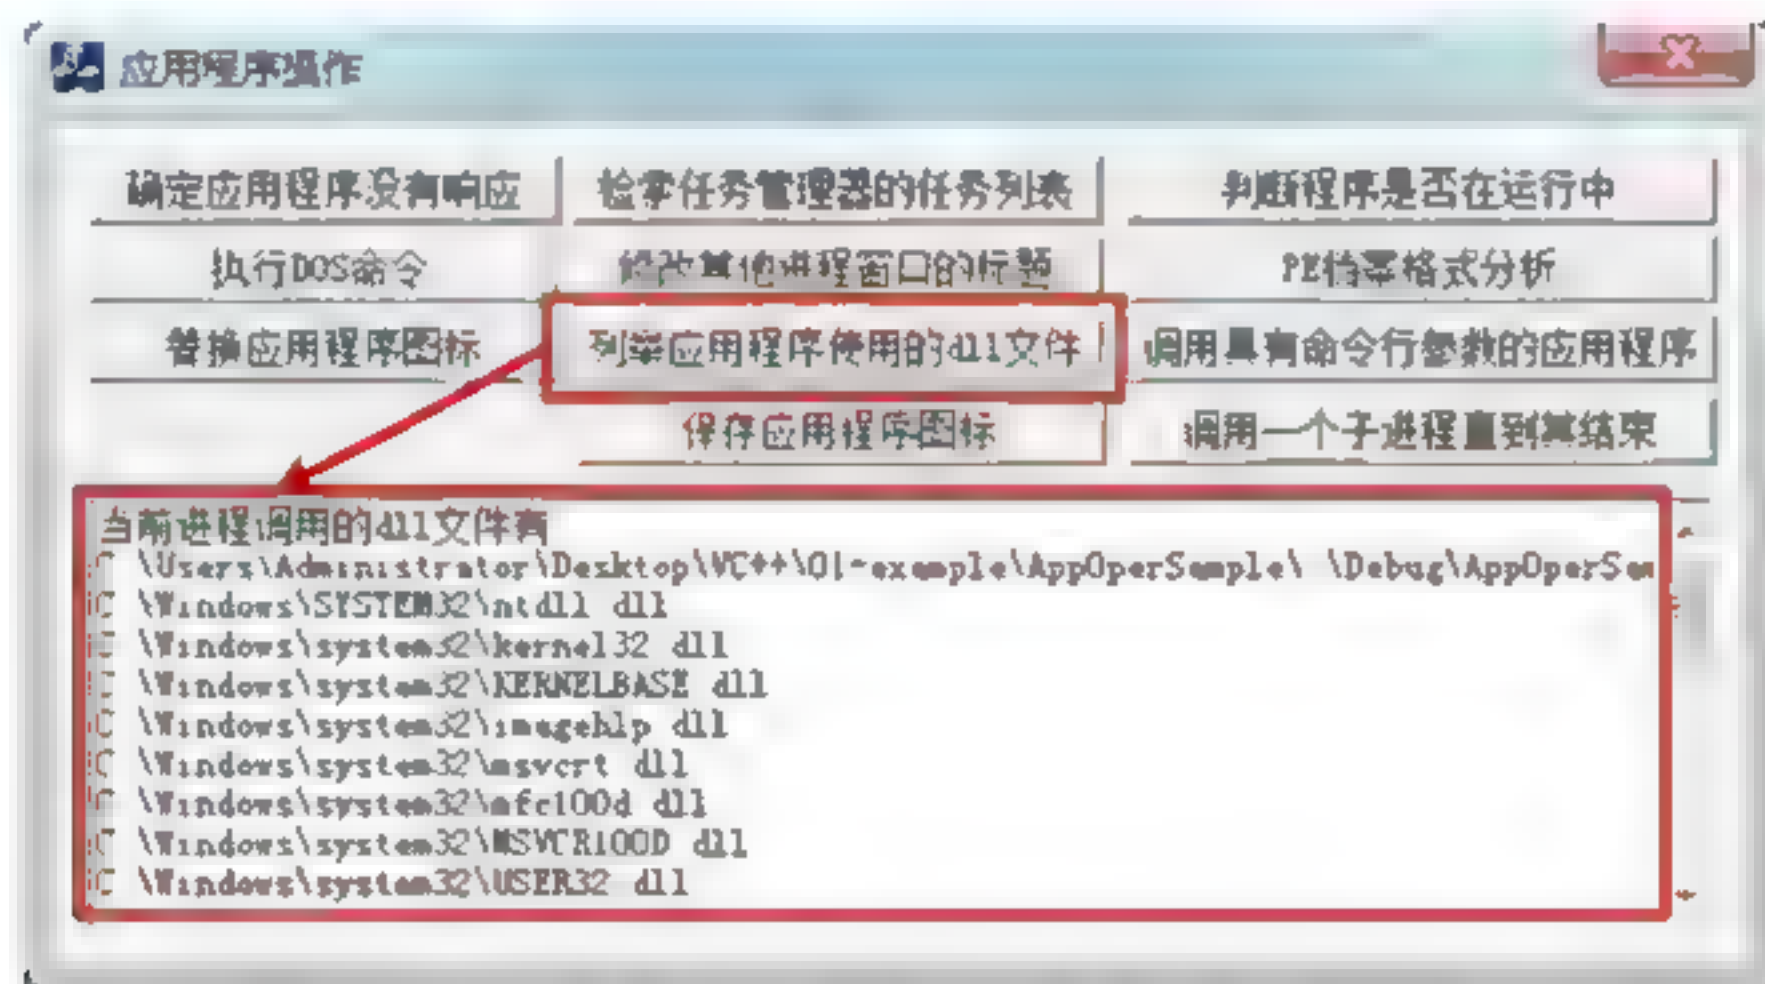 应用程序操作
确定应用程序没有响应 检拿任务管理器的任务列表 判断程序是否在运行中
执行DOS命令 修改其他进程窗口的标题 PE档案格式分析
替换应用程序图标 列举应用程序使用的dll文件 调用具有命令行参数的应用程序
保存应用程序图标 调用一个子进程直到其结束
当前进程调用的dll文件有
C \Users\Administrator\Desktop\VC++\01-example\AppOperSample\ \Debug\AppOperSam
C \Windows\SYSTEM32\ntdll dll
C \Windows\system32\kernel32 dll
C \Windows\system32\KERNELBASE dll
C \Windows\system32\imagehlp dll
C \Windows\system32\msvcrt dll
C \Windows\system32\mfc100d dll
C \Windows\system32\MSVCR100D dll
C \Windows\system32\USER32 dll